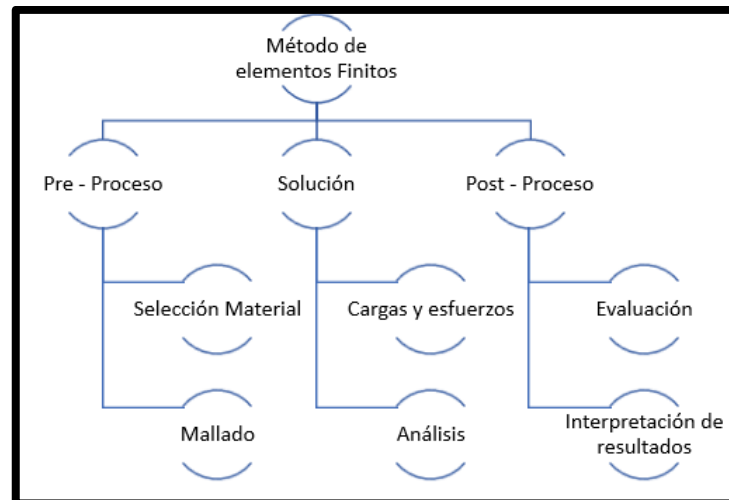 Método de
elementos Finitos
Pre - Proceso
Solución
Post - Proceso
Selección Material
Cargas y esfuerzos
Evaluación
Mallado
Análisis
Interpretación de
resultados